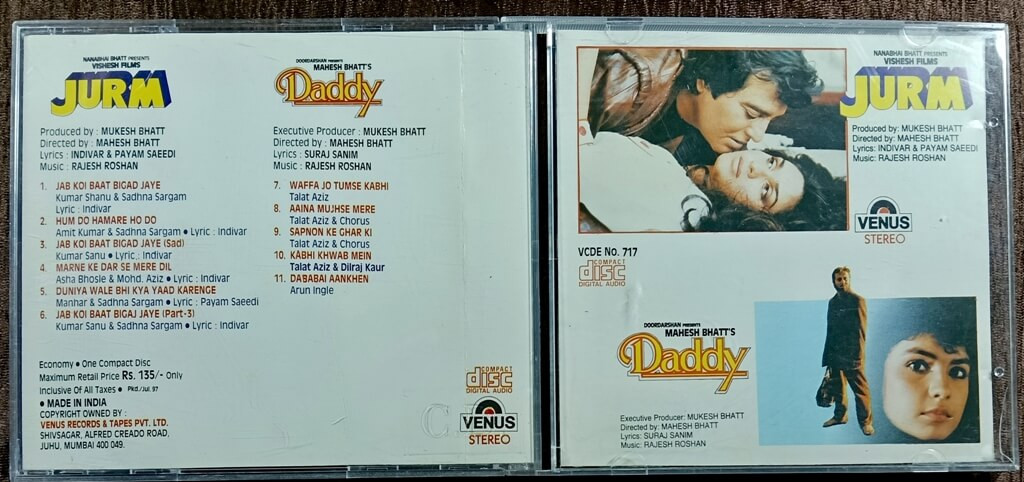 NANABHAI BHATT PRESENTS
VISHESH FILMS
JURM
Produced by : MUKESH BHATT
Directed by : MAHESH BHATT
Lyrics : INDIVAR & PAYAM SAEEDI
Music : RAJESH ROSHAN
1. JAB KOI BAAT BIGAD JAYE
Kumar Shanu & Sadhna Sargam
Lyric : Indivar
2. HUM DO HAMARE HO DO
Amit Kumar & Sadhna Sargam ● Lyric : Indivar
3. JAB KOI BAAT BIGAD JAYE (Sad)
Kumar Sanu ● Lyric : Indivar
4. MARNE KE DAR SE MERE DIL
Asha Bhosle & Mohd. Aziz ● Lyric : Indivar
5. DUNIYA WALE BHI KYA YAAD KARENGE
Manhar & Sadhna Sargam ● Lyric : Payam Saeedi
6. JAB KOI BAAT BIGAJ JAYE (Part-3)
Kumar Sanu & Sadhna Sargam ● Lyric : Indivar
DOORDARSHAN PRESENTS
MAHESH BHATT'S
Daddy
Executive Producer : MUKESH BHATT
Directed by : MAHESH BHATT
Lyrics : SURAJ SANIM
Music : RAJESH ROSHAN
7. WAFFA JO TUMSE KABHI
Talat Aziz
8. AAINA MUJHSE MERE
Talat Aziz & Chorus
9. SAPNON KE GHAR KI
Talat Aziz & Chorus
10. KABHI KHWAB MEIN
Talat Aziz & Dilraj Kaur
11. DABABAI AANKHEN
Arun Ingle
Economy ● One Compact Disc
Maximum Retail Price Rs. 135/- Only
Inclusive Of All Taxes ● Pkd./Jul. 97
● MADE IN INDIA
COPYRIGHT OWNED BY :
VENUS RECORDS & TAPES PVT. LTD.
SHIVSAGAR, ALFRED CREADO ROAD,
JUHU, MUMBAI 400 049.
COMPACT
disc
DIGITAL AUDIO
VENUS
STEREO
NANABHAI BHATT PRESENTS
VISHESH FILMS
JURM
Produced by: MUKESH BHATT
Directed by: MAHESH BHATT
Lyrics: INDIVAR & PAYAM SAEEDI
Music: RAJESH ROSHAN
VENUS
STEREO
VCDE No. 717
COMPACT
disc
DIGITAL AUDIO
DOORDARSHAN PRESENTS
MAHESH BHATT'S
Daddy
Executive Producer: MUKESH BHATT
Directed by: MAHESH BHATT
Lyrics: SURAJ SANIM
Music: RAJESH ROSHAN